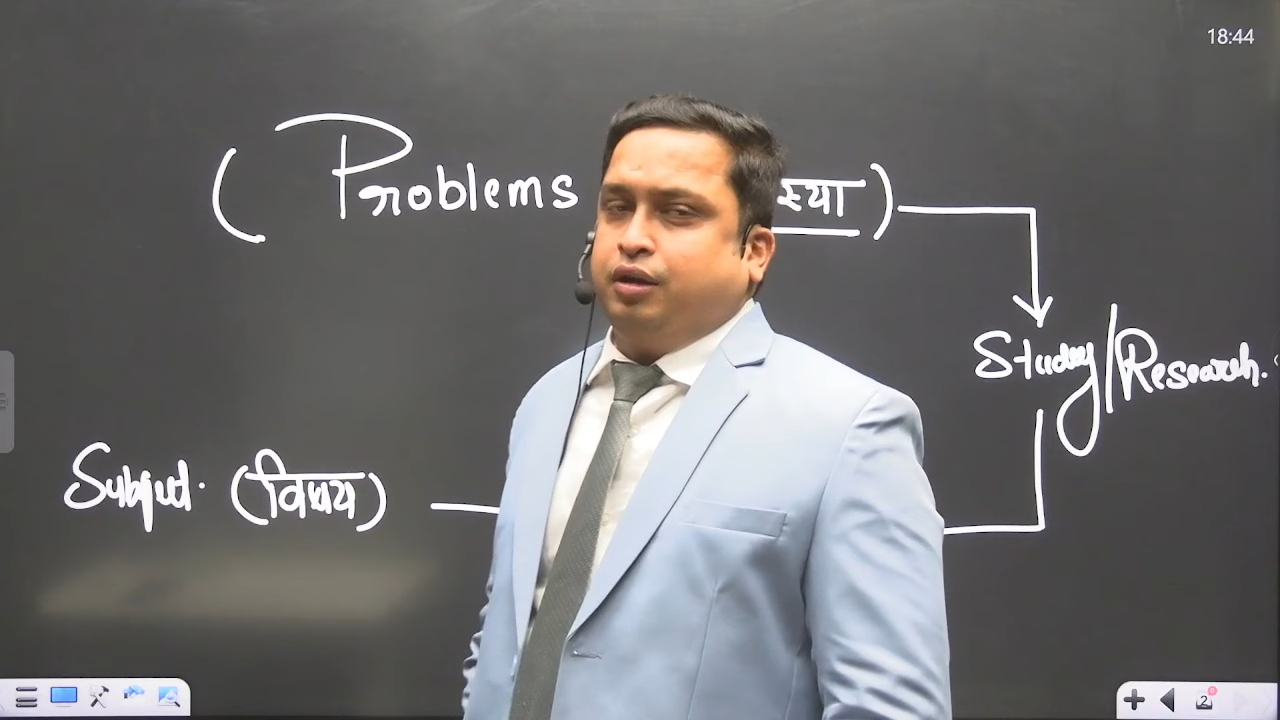 18:44
( Problems स्या )
Study/Research.
Subject. (विषय)
2